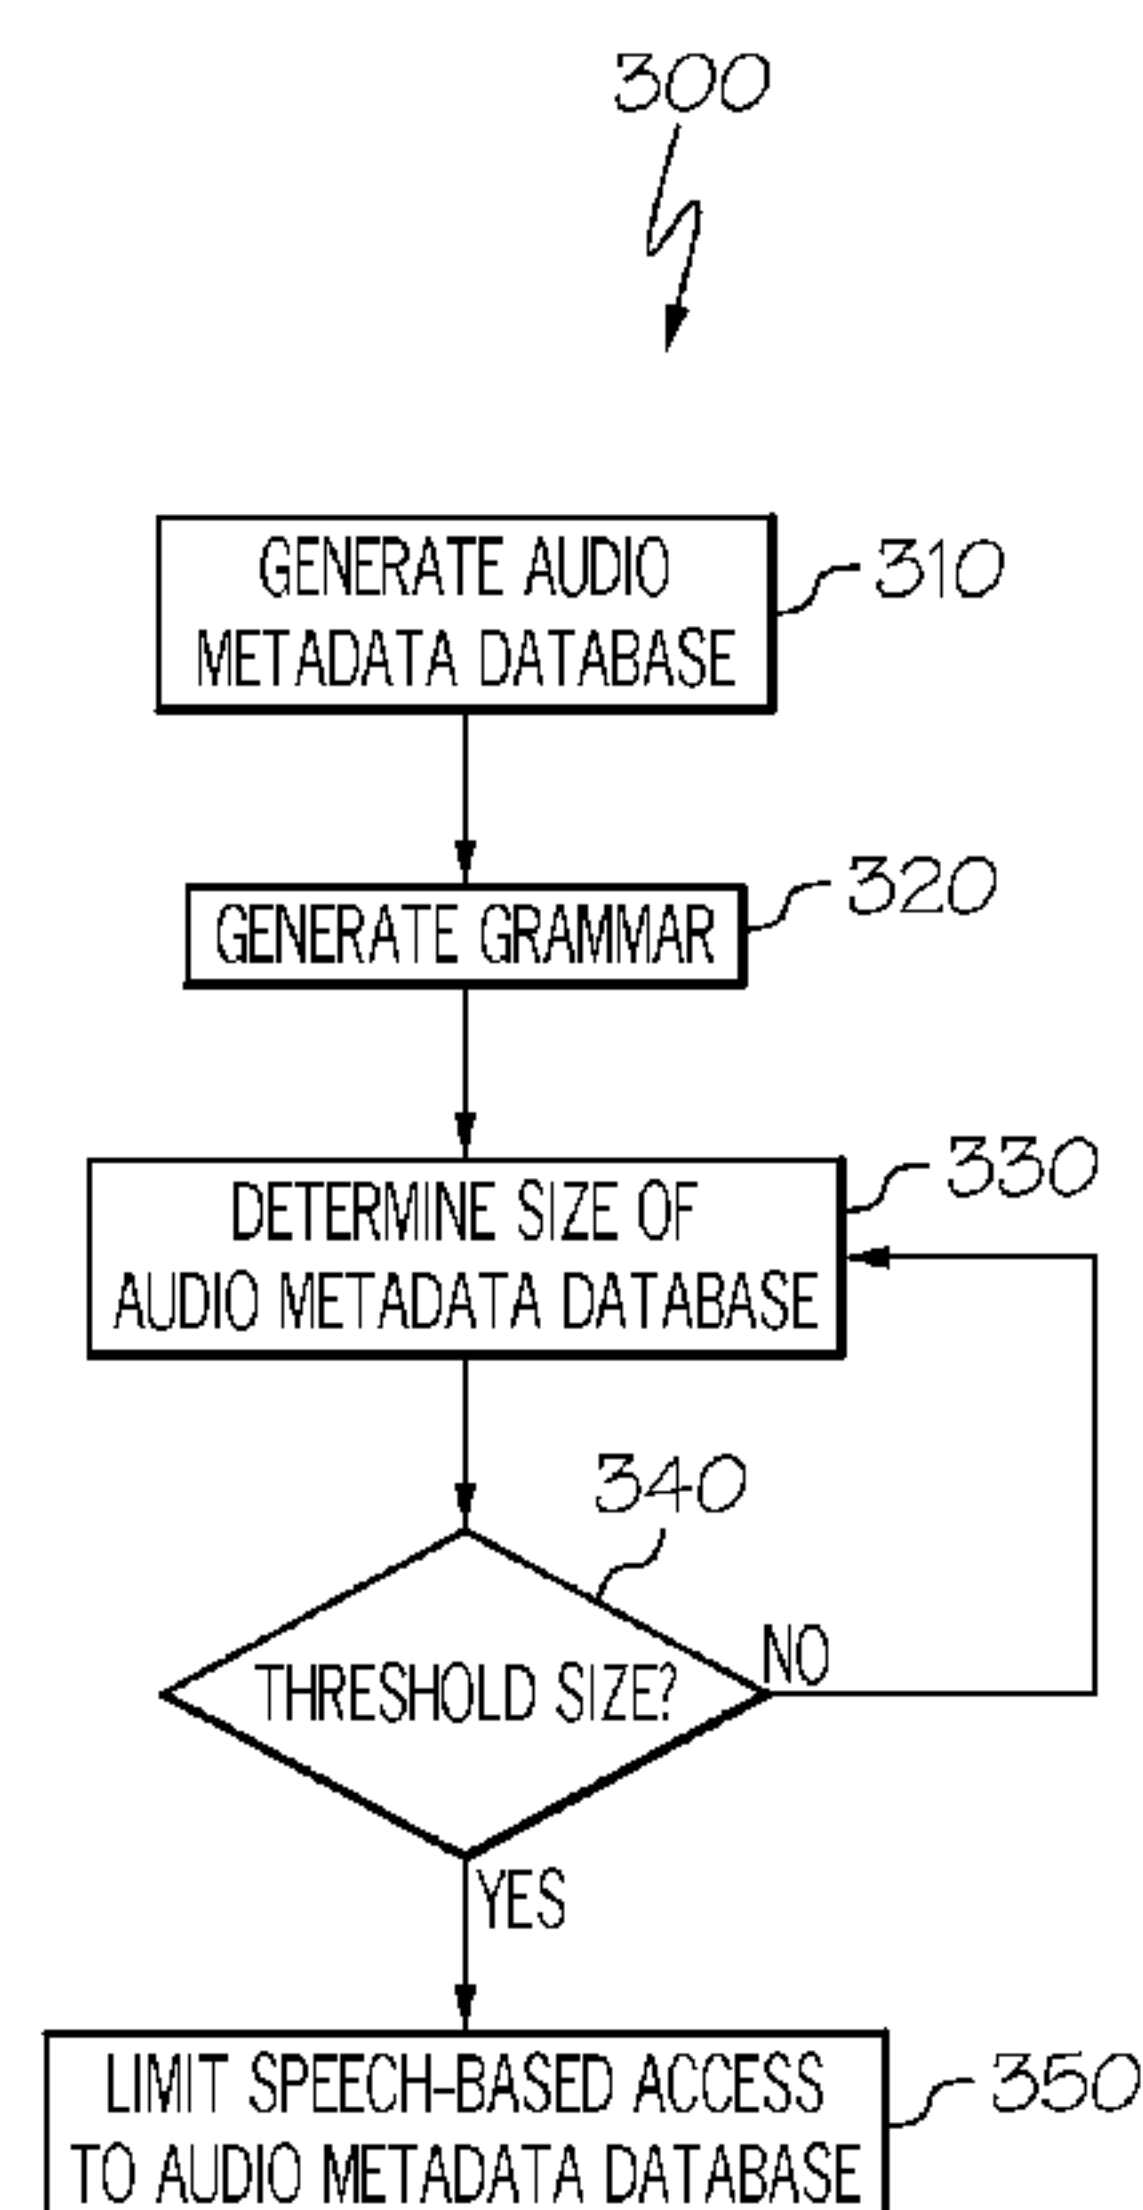 300
GENERATE AUDIO
METADATA DATABASE
310
GENERATE GRAMMAR
320
DETERMINE SIZE OF
AUDIO METADATA DATABASE
330
340
THRESHOLD SIZE?
NO
YES
LIMIT SPEECH-BASED ACCESS
TO AUDIO METADATA DATABASE
350